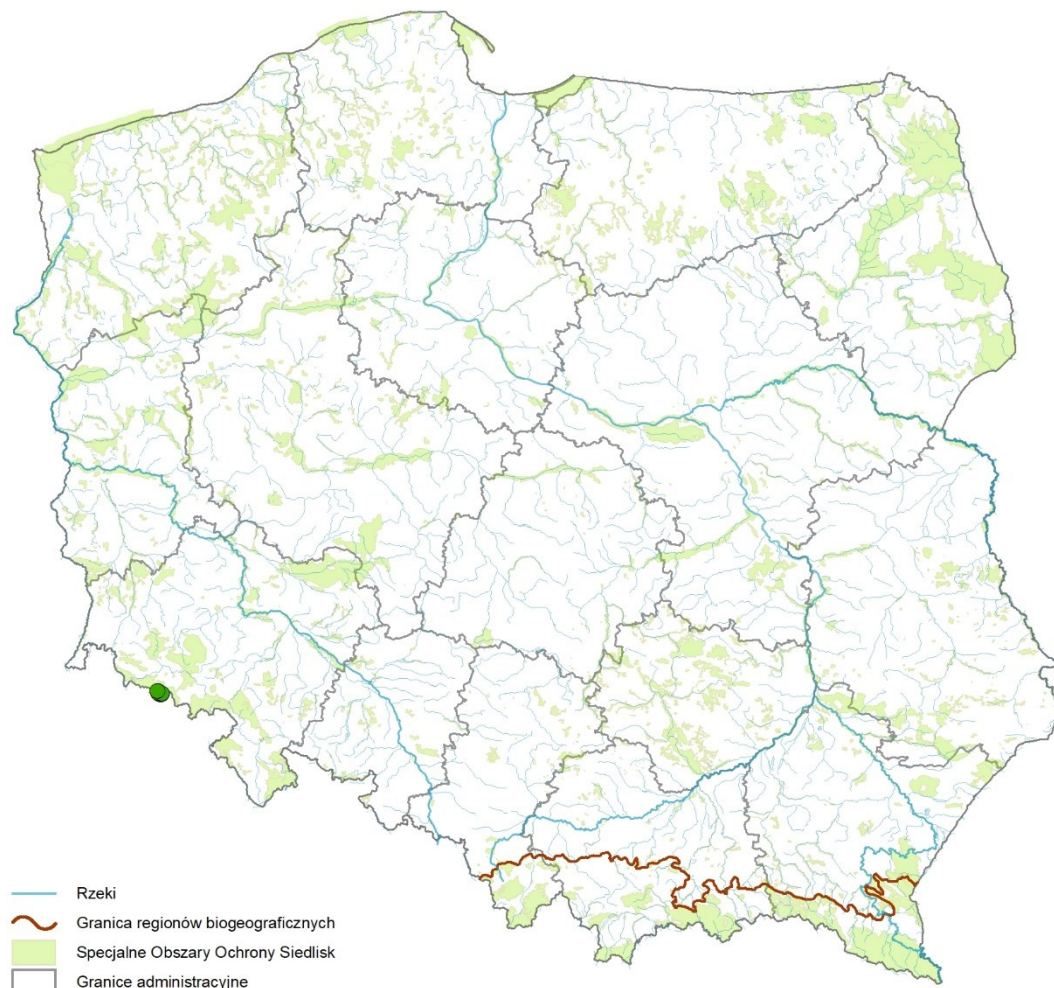 Rzeki
Granica regionów biogeograficznych
Specjalne Obszary Ochrony Siedlisk
Granice administracyjne